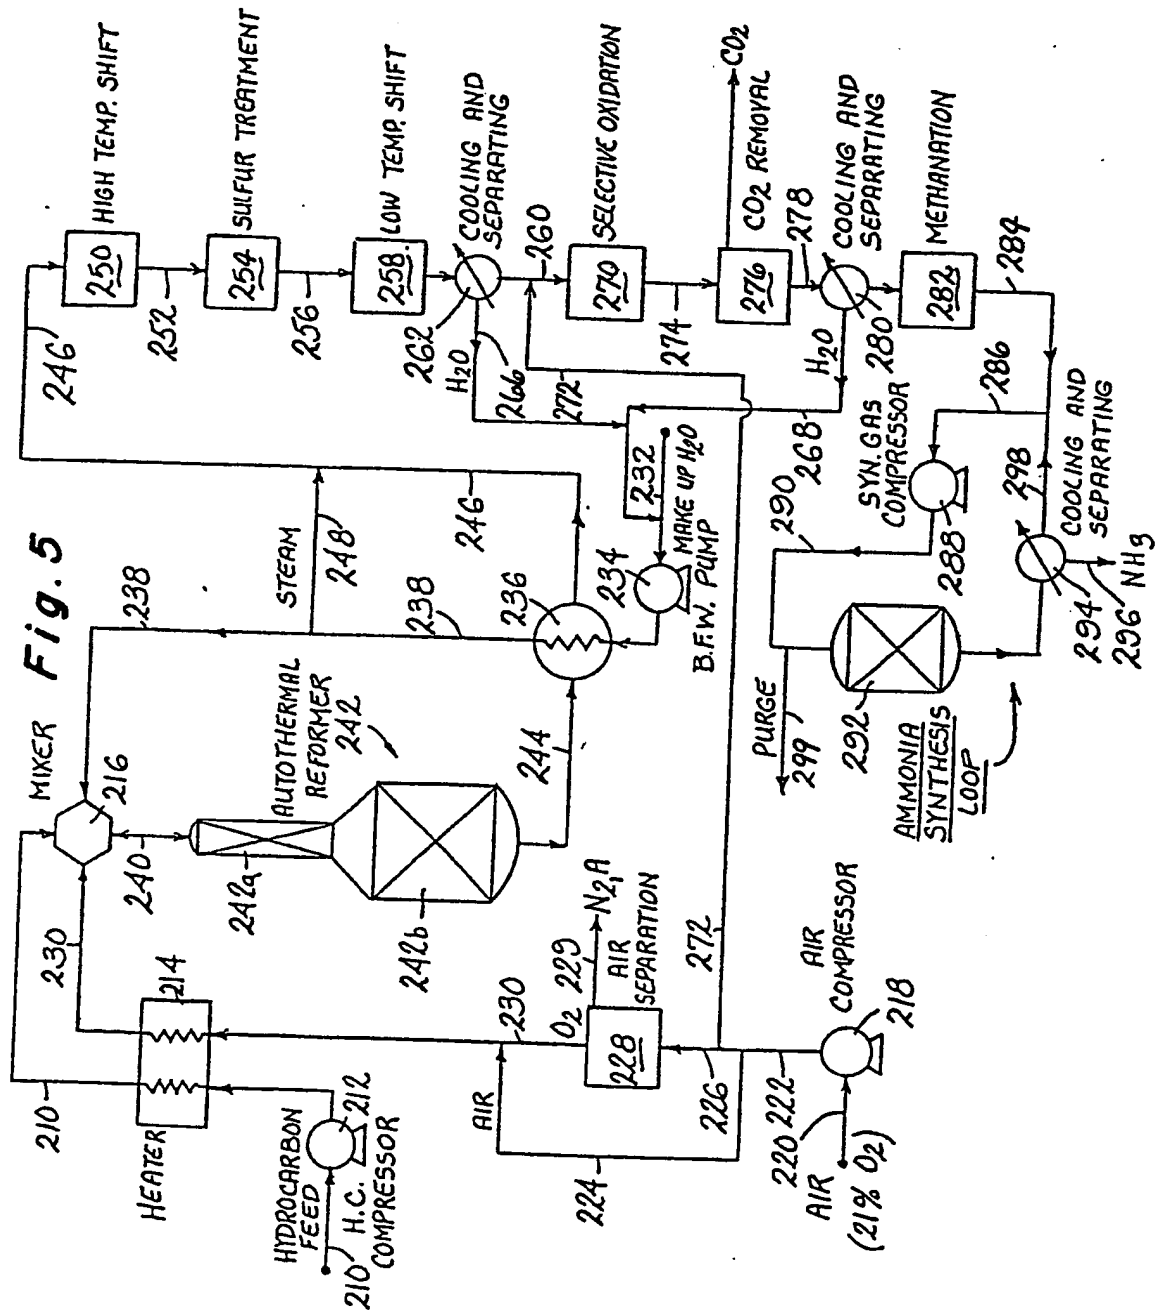 Fig. 5
HYDROCARBON
FEED
210
H.C.
COMPRESSOR
212
210
HEATER
214
230
MIXER
216
240
238
AUTOTHERMAL
REFORMER
242
242a
242b
244
STEAM
248
238
236
246
246
234
B.F.W. PUMP
MAKE UP H2O
232
AIR
(21% O2)
220
AIR
COMPRESSOR
218
222
224
AIR
226
228
AIR
SEPARATION
229
N2,A
O2
230
272
250
HIGH TEMP. SHIFT
252
254
SULFUR TREATMENT
256
258
LOW TEMP. SHIFT
262
COOLING AND
SEPARATING
H2O
266
260
272
270
SELECTIVE OXIDATION
274
276
CO2 REMOVAL
CO2
278
COOLING AND
SEPARATING
280
H2O
268
282
METHANATION
284
286
SYN. GAS
COMPRESSOR
288
290
PURGE
299
292
AMMONIA
SYNTHESIS
LOOP
294
COOLING AND
SEPARATING
298
296
NH3